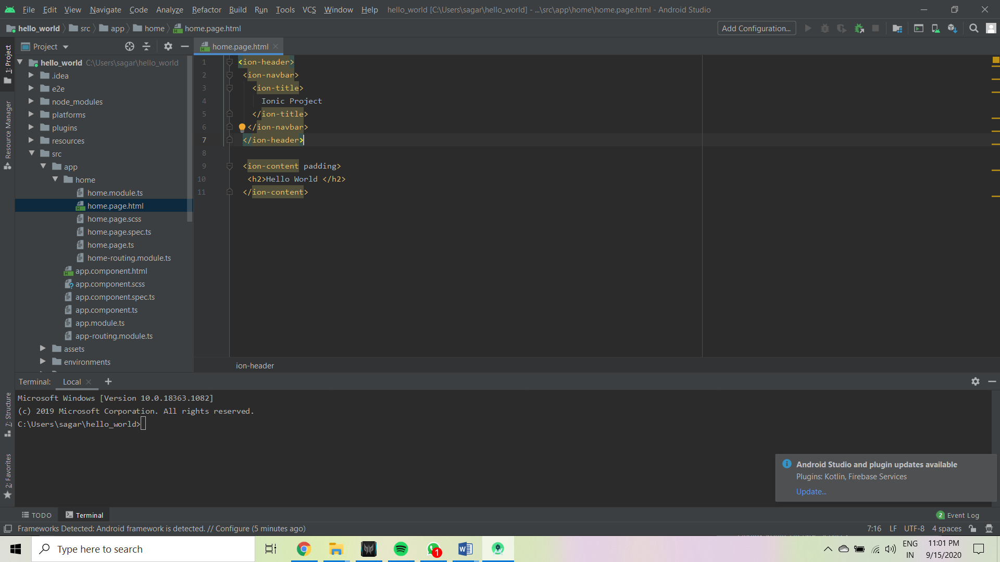 File Edit View Navigate Code Analyze Refactor Build Run Tools VCS Window Help hello_world [C:\Users\sagar\hello_world] - ...\src\app\home\home.page.html - Android Studio
hello_world src app home home.page.html Add Configuration...
1: Project
Resource Manager
7: Structure
2: Favorites
Project
hello_world C:\Users\sagar\hello_world
.idea
e2e
node_modules
platforms
plugins
resources
src
app
home
home.module.ts
home.page.html
home.page.scss
home.page.spec.ts
home.page.ts
home-routing.module.ts
app.component.html
app.component.scss
app.component.spec.ts
app.component.ts
app.module.ts
app-routing.module.ts
assets
environments
home.page.html
1 <ion-header>
2 <ion-navbar>
3 <ion-title>
4 Ionic Project
5 </ion-title>
6 </ion-navbar>
7 </ion-header>
8
9 <ion-content padding>
10 <h2>Hello World </h2>
11 </ion-content>
ion-header
Terminal: Local
Microsoft Windows [Version 10.0.18363.1082]
(c) 2019 Microsoft Corporation. All rights reserved.
C:\Users\sagar\hello_world>
Android Studio and plugin updates available
Plugins: Kotlin, Firebase Services
Update...
TODO Terminal 2 Event Log
Frameworks Detected: Android framework is detected. // Configure (5 minutes ago) 7:16 LF UTF-8 4 spaces
Type here to search
1
ENG
IN
11:01 PM
9/15/2020